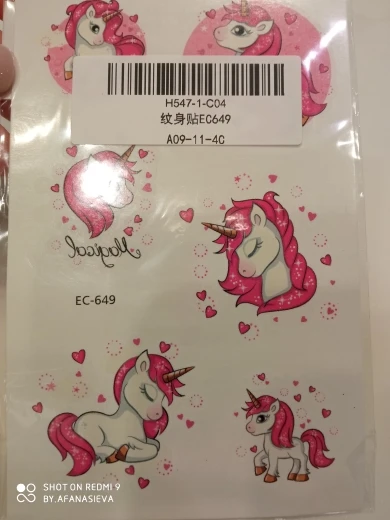 H547-1-C04
纹身贴EC649
A09-11-4C
Magical
EC-649
SHOT ON REDMI 9
BY.AFANASIEVA